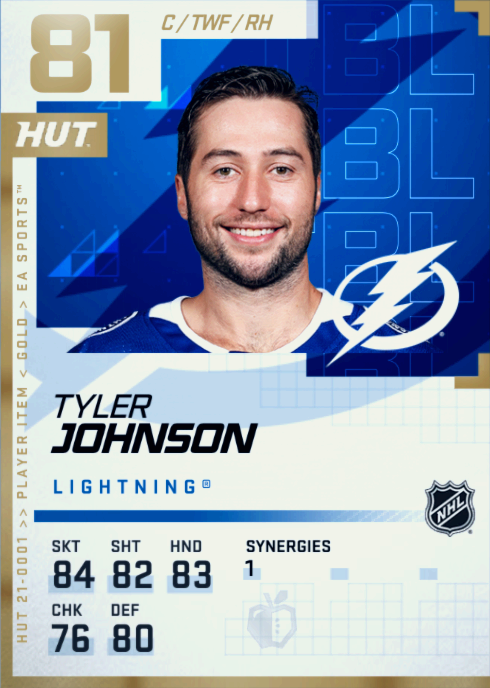 81
C / TWF / RH
HUT™
HUT 21-0001 >> PLAYER ITEM < GOLD > EA SPORTS™
BL
BL
BL
TYLER
JOHNSON
LIGHTNING®
NHL
SKT SHT HND SYNERGIES
84 82 83 1
CHK DEF
76 80